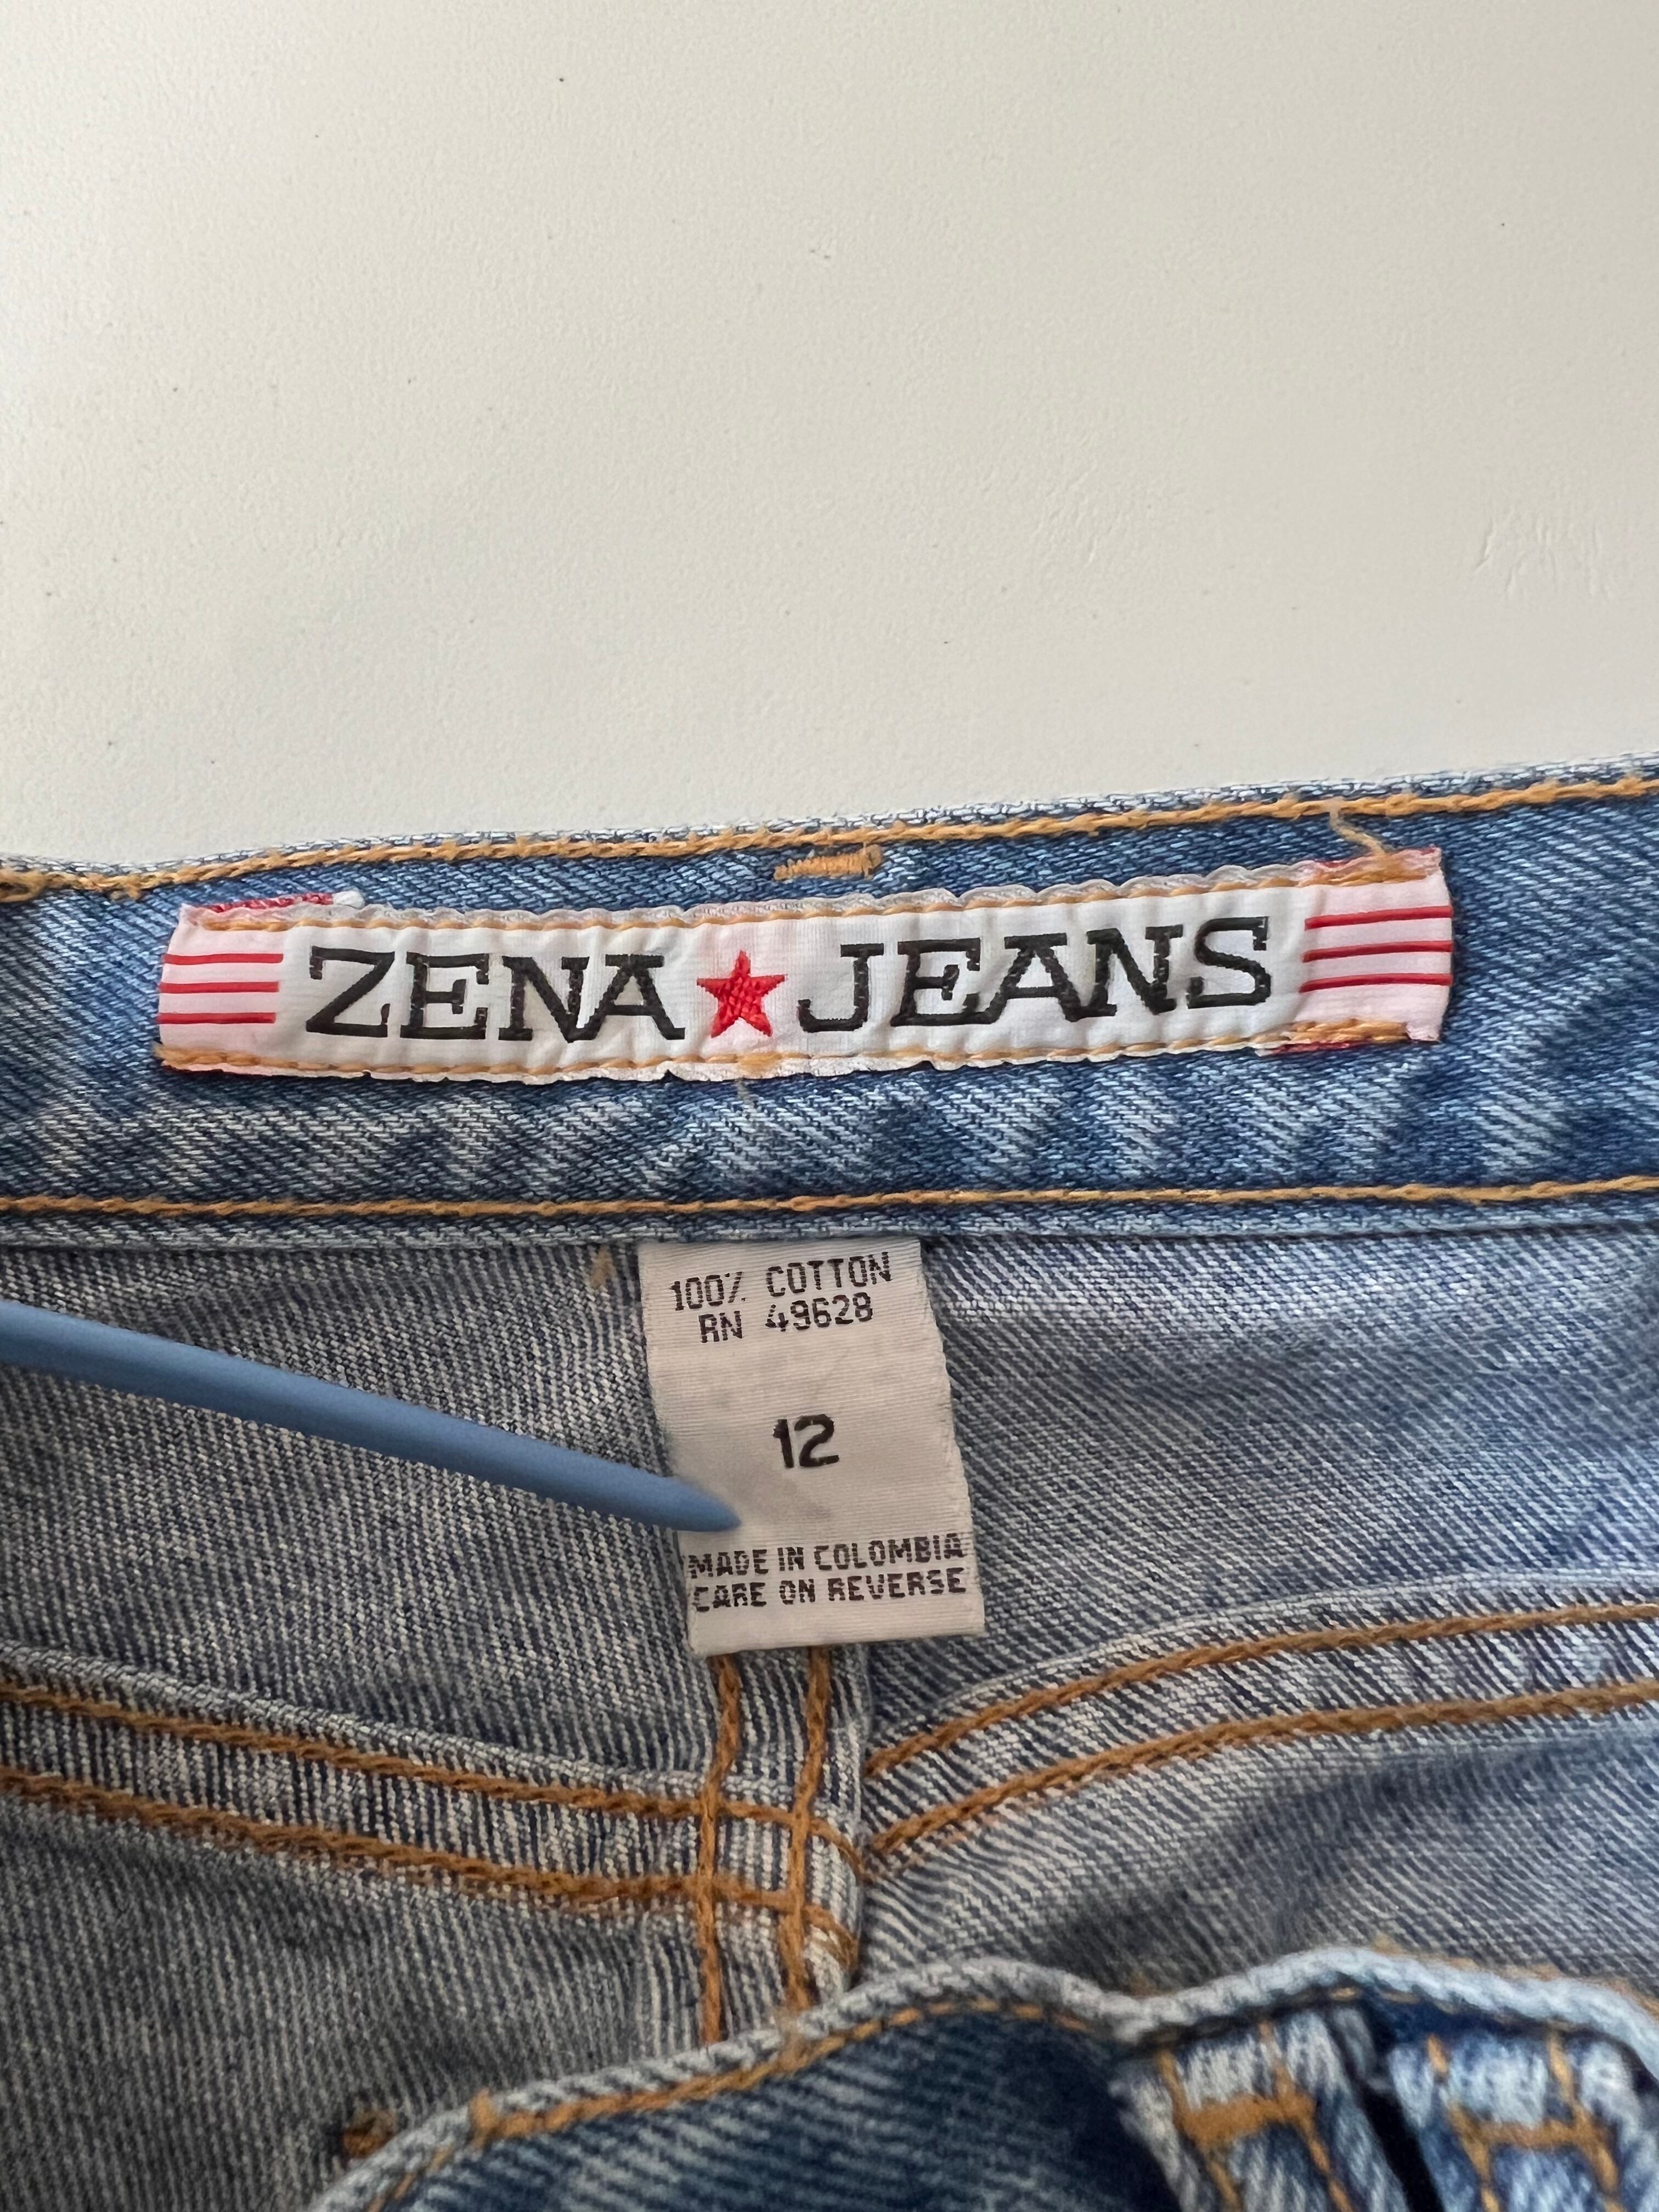 ZENA★JEANS
100% COTTON
RN 49628
12
MADE IN COLOMBIA
CARE ON REVERSE